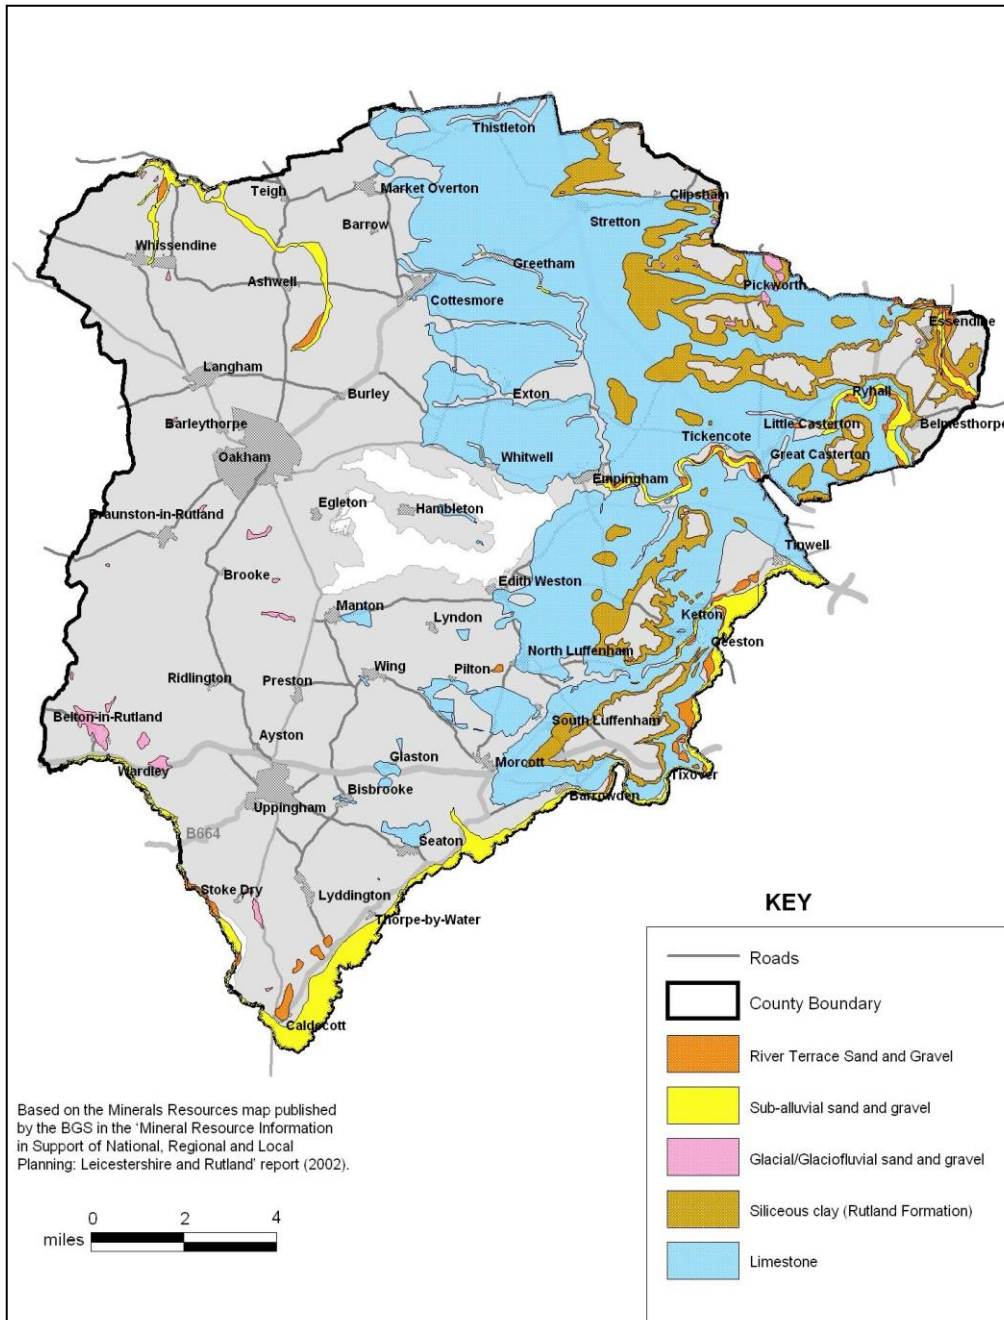 Thistleton
Teigh
Market Overton
Clipsham
Stretton
Barrow
Whissendine
Greetham
Ashwell
Pickworth
Cottesmore
Essendine
Langham
Burley
Exton
Ryhall
Barleythorpe
Little Casterton
Belmesthorpe
Tickencote
Oakham
Whitwell
Great Casterton
Empingham
Egleton
Hambleton
Braunston-in-Rutland
Tinwell
Brooke
Edith Weston
Manton
Lyndon
Ketton
Geeston
North Luffenham
Wing
Pilton
Ridlington
Preston
Belton-in-Rutland
South Luffenham
Ayston
Glaston
Morcott
Wardley
Tixover
Bisbrooke
Barrowden
Uppingham
B664
Seaton
Stoke Dry
Lyddington
Thorpe-by-Water
Caldecott
KEY
Roads
County Boundary
River Terrace Sand and Gravel
Sub-alluvial sand and gravel
Glacial/Glaciofluvial sand and gravel
Siliceous clay (Rutland Formation)
Limestone
Based on the Minerals Resources map published
by the BGS in the 'Mineral Resource Information
in Support of National, Regional and Local
Planning: Leicestershire and Rutland' report (2002).
0 2 4
miles